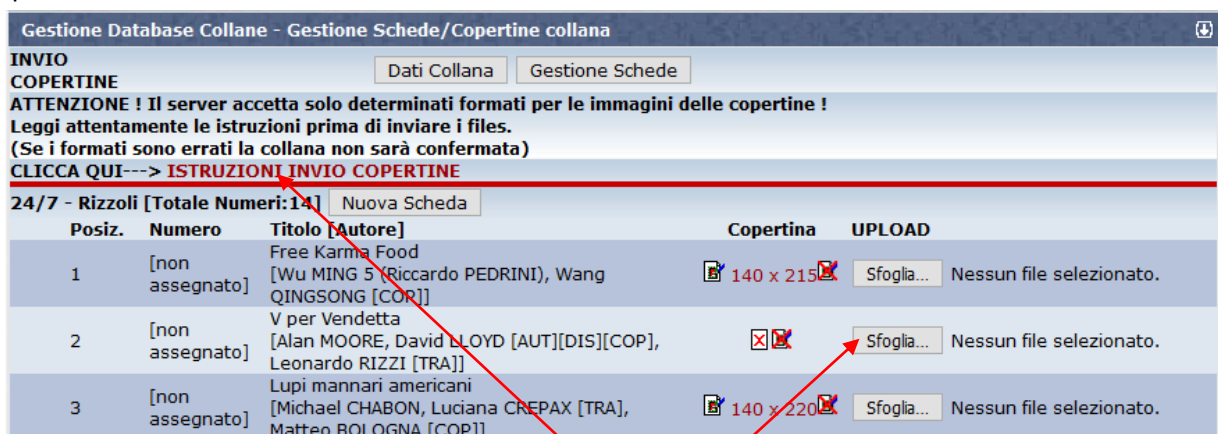 Gestione Database Collane - Gestione Schede/Copertine collana
INVIO
COPERTINE
Dati Collana Gestione Schede
ATTENZIONE ! Il server accetta solo determinati formati per le immagini delle copertine !
Leggi attentamente le istruzioni prima di inviare i files.
(Se i formati sono errati la collana non sarà confermata)
CLICCA QUI---> ISTRUZIONI INVIO COPERTINE
24/7 - Rizzoli [Totale Numeri:14] Nuova Scheda
Posiz. Numero Titolo [Autore] Copertina UPLOAD
1 [non assegnato] Free Karma Food
[Wu MING 5 (Riccardo PEDRINI), Wang 140 x 215 Sfoglia... Nessun file selezionato.
QINGSONG [COP]]
2 [non assegnato] V per Vendetta
[Alan MOORE, David LLOYD [AUT][DIS][COP], Sfoglia... Nessun file selezionato.
Leonardo RIZZI [TRA]]
3 [non assegnato] Lupi mannari americani
[Michael CHABON, Luciana CREPAX [TRA], 140 x 220 Sfoglia... Nessun file selezionato.
Matteo BOLOGNA [COP]]